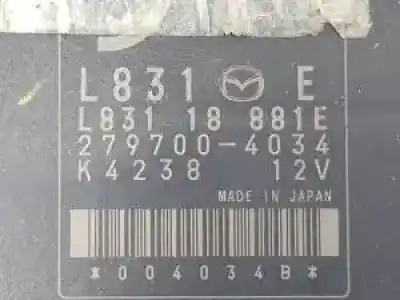 L831 E
L831 18 881E
279700-4034
K4238 12V
MADE IN JAPAN
*004034B*